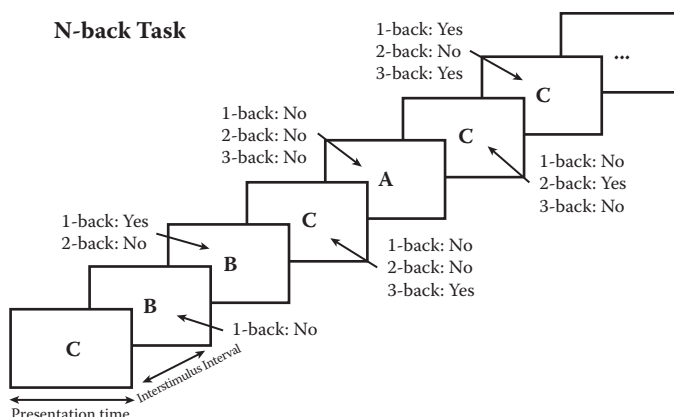 N-back Task
1-back: Yes
2-back: No
3-back: Yes
...
C
1-back: No
2-back: No
3-back: No
C
1-back: No
2-back: Yes
3-back: No
A
1-back: Yes
2-back: No
C
1-back: No
2-back: No
3-back: Yes
B
B
1-back: No
C
Interstimulus Interval
Presentation time